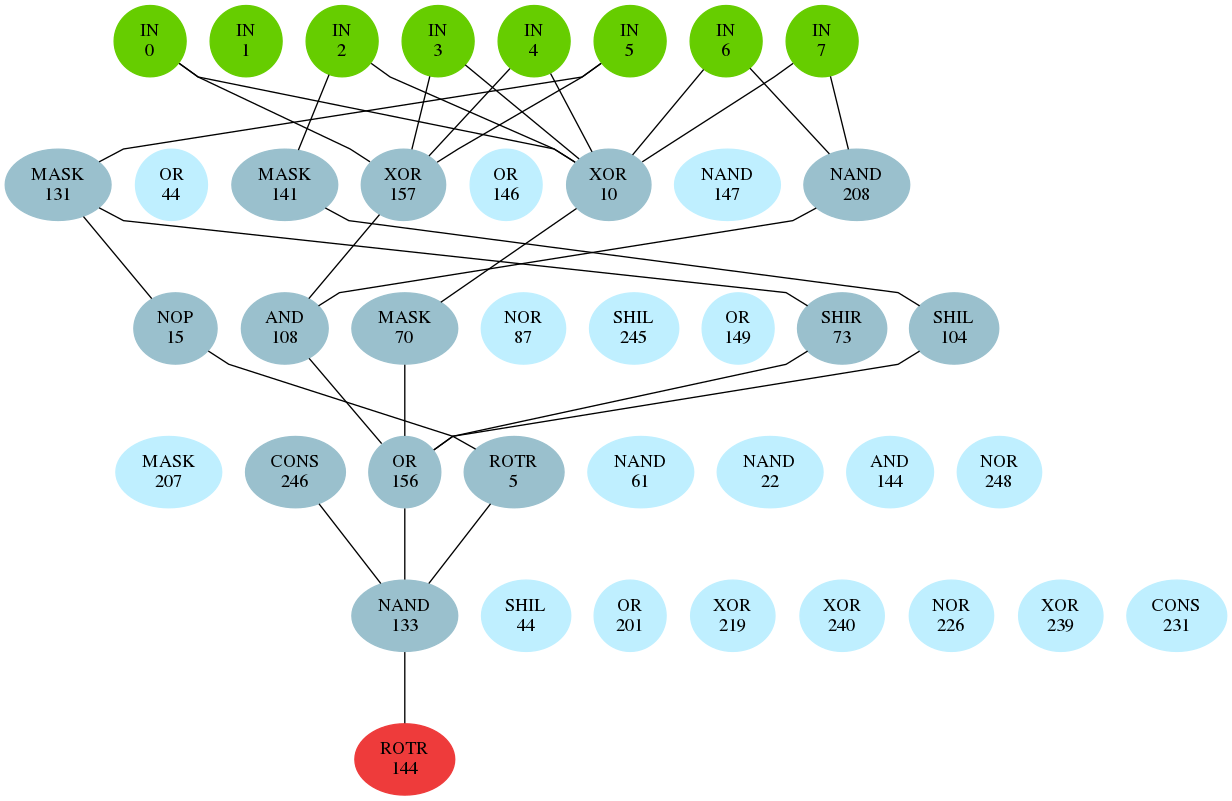 IN
0
IN
1
IN
2
IN
3
IN
4
IN
5
IN
6
IN
7
MASK
131
OR
44
MASK
141
XOR
157
OR
146
XOR
10
NAND
147
NAND
208
NOP
15
AND
108
MASK
70
NOR
87
SHIL
245
OR
149
SHIR
73
SHIL
104
MASK
207
CONS
246
OR
156
ROTR
5
NAND
61
NAND
22
AND
144
NOR
248
NAND
133
SHIL
44
OR
201
XOR
219
XOR
240
NOR
226
XOR
239
CONS
231
ROTR
144